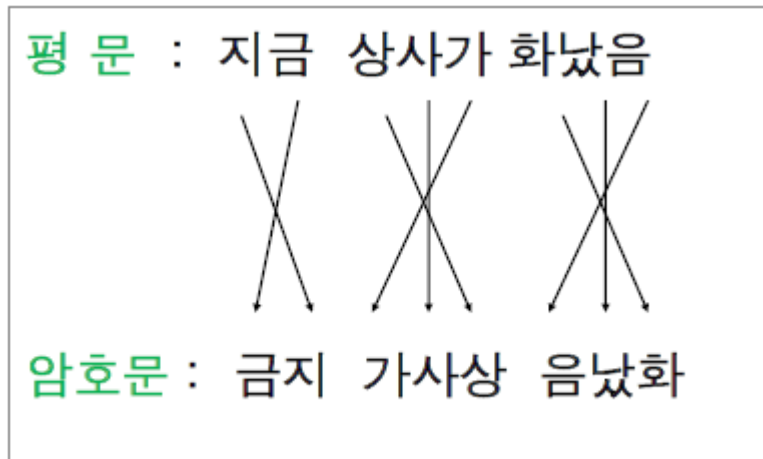 평 문 : 지금 상사가 화났음
암호문 : 금지 가사상 음났화